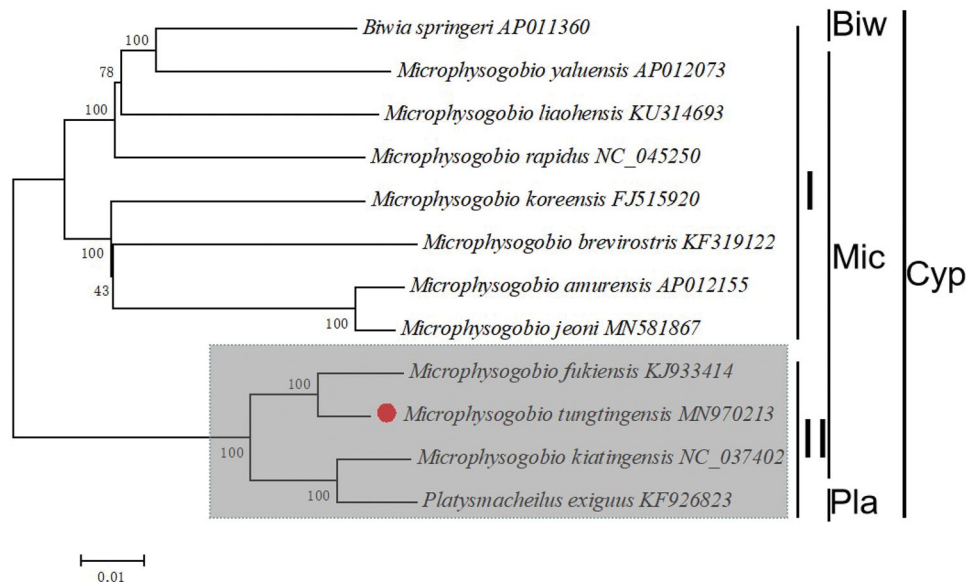 Biwia springeri AP011360
Microphysogobio yaluensis AP012073
Microphysogobio liaohensis KU314693
Microphysogobio rapidus NC_045250
Microphysogobio koreensis FJ515920
Microphysogobio brevirostris KF319122
Microphysogobio amurensis AP012155
Microphysogobio jeoni MN581867
Microphysogobio fukiensis KJ933414
Microphysogobio tungtingensis MN970213
Microphysogobio kiatingensis NC_037402
Platysmacheilus exiguus KF926823
100
78
100
100
43
100
100
100
100
I
II
Biw
Mic
Pla
Cyp
0.01